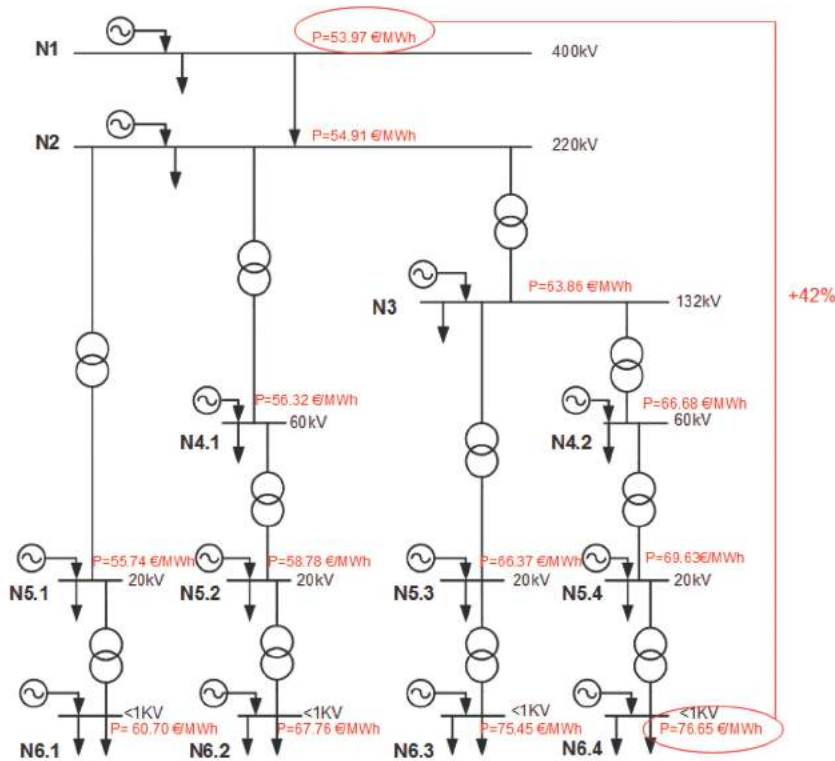 P=53.97 €/MWh
N1
400kV
P=54.91 €/MWh
N2
220kV
P=63.86 €/MWh
+42%
N3
132kV
P=56.32 €/MWh
P=66.68 €/MWh
N4.1
60kV
N4.2
60kV
P=55.74 €/MWh
P=58.78 €/MWh
P=66.37 €/MWh
P=69.63€/MWh
N5.1
20kV
N5.2
20kV
N5.3
20kV
N5.4
20kV
<1KV
<1KV
<1KV
<1KV
N6.1
P= 60.70 €/MWh
N6.2
P=67.76 €/MWh
N6.3
P=75.45 €/MWh
N6.4
P=76.65 €/MWh